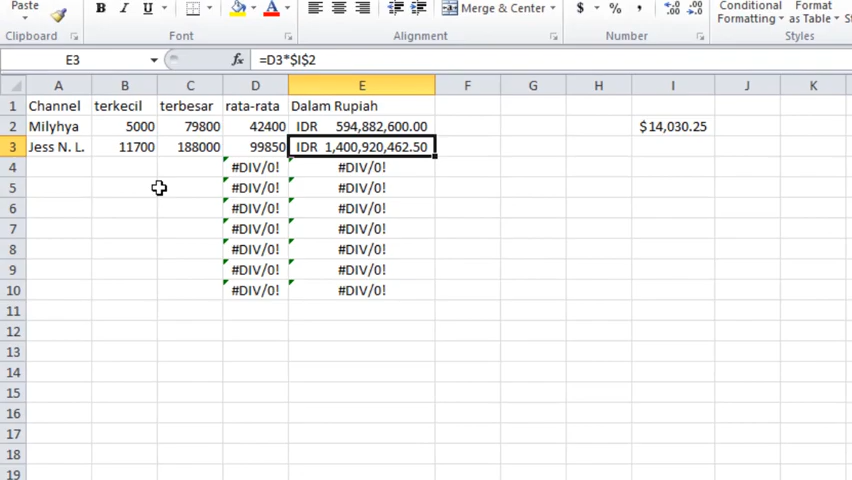 Paste
B I U
A
Merge & Center
$ % ,
Conditional Format
Formatting as Table
Clipboard Font Alignment Styles
E3 fx =D3*$I$2
A B C D E F G H I J K
1 Channel terkecil terbesar rata-rata Dalam Rupiah
2 Milyhya 5000 79800 42400 IDR 594,882,600.00 $14,030.25
3 Jess N. L. 11700 188000 99850 IDR 1,400,920,462.50
4 #DIV/0! #DIV/0!
5 #DIV/0! #DIV/0!
6 #DIV/0! #DIV/0!
7 #DIV/0! #DIV/0!
8 #DIV/0! #DIV/0!
9 #DIV/0! #DIV/0!
10 #DIV/0! #DIV/0!
11
12
13
14
15
16
17
18
19